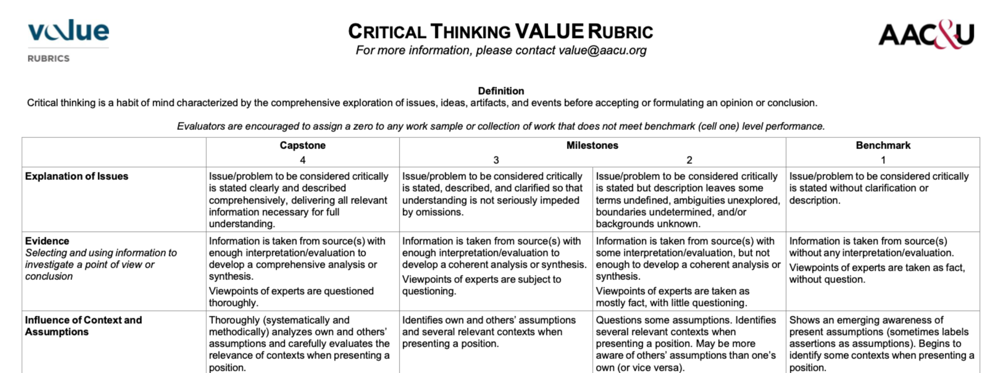 value
RUBRICS
CRITICAL THINKING VALUE RUBRIC
For more information, please contact value@aacu.org
AAC&U
Definition
Critical thinking is a habit of mind characterized by the comprehensive exploration of issues, ideas, artifacts, and events before accepting or formulating an opinion or conclusion.
Evaluators are encouraged to assign a zero to any work sample or collection of work that does not meet benchmark (cell one) level performance.
Capstone
4
Milestones
3
2
Benchmark
1
Explanation of Issues
Issue/problem to be considered critically
is stated clearly and described
comprehensively, delivering all relevant
information necessary for full
understanding.
Issue/problem to be considered critically
is stated, described, and clarified so that
understanding is not seriously impeded
by omissions.
Issue/problem to be considered critically
is stated but description leaves some
terms undefined, ambiguities unexplored,
boundaries undetermined, and/or
backgrounds unknown.
Issue/problem to be considered critically
is stated without clarification or
description.
Evidence
Selecting and using information to
investigate a point of view or
conclusion
Information is taken from source(s) with
enough interpretation/evaluation to
develop a comprehensive analysis or
synthesis.
Viewpoints of experts are questioned
thoroughly.
Information is taken from source(s) with
enough interpretation/evaluation to
develop a coherent analysis or synthesis.
Viewpoints of experts are subject to
questioning.
Information is taken from source(s) with
some interpretation/evaluation, but not
enough to develop a coherent analysis or
synthesis.
Viewpoints of experts are taken as
mostly fact, with little questioning.
Information is taken from source(s)
without any interpretation/evaluation.
Viewpoints of experts are taken as fact,
without question.
Influence of Context and
Assumptions
Thoroughly (systematically and
methodically) analyzes own and others’
assumptions and carefully evaluates the
relevance of contexts when presenting a
position.
Identifies own and others’ assumptions
and several relevant contexts when
presenting a position.
Questions some assumptions. Identifies
several relevant contexts when
presenting a position. May be more
aware of others’ assumptions than one’s
own (or vice versa).
Shows an emerging awareness of
present assumptions (sometimes labels
assertions as assumptions). Begins to
identify some contexts when presenting a
position.